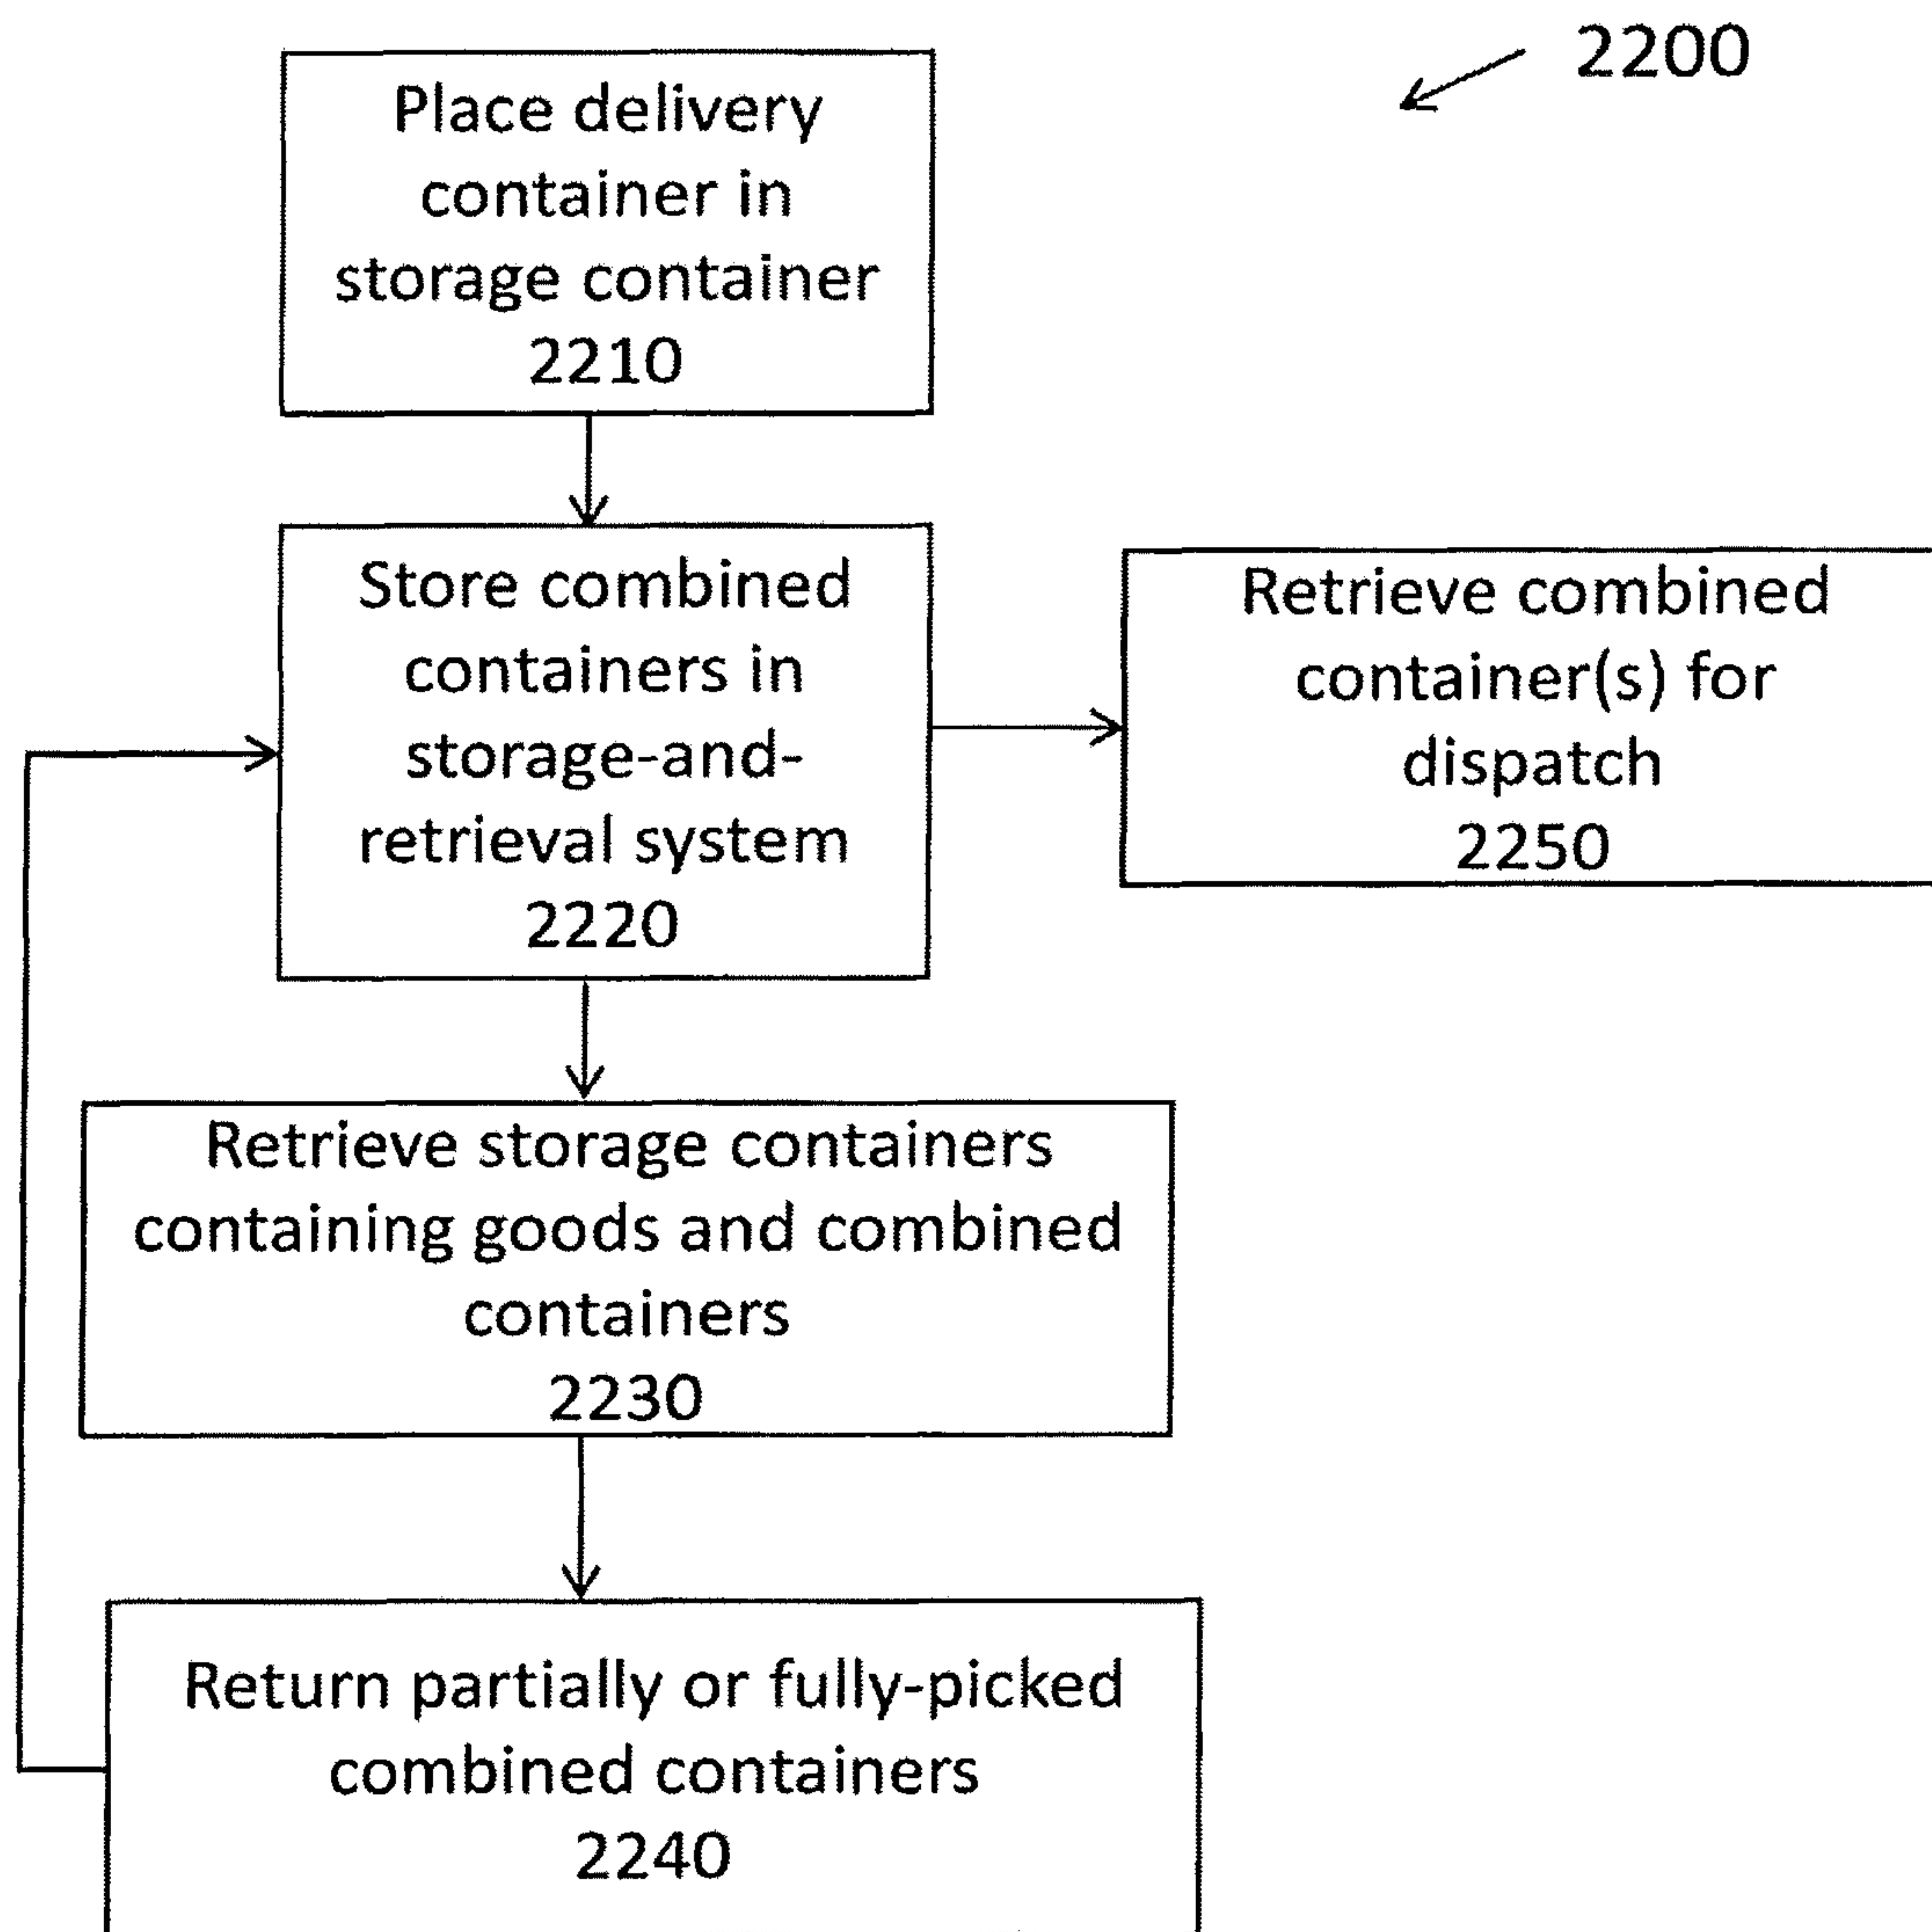 2200
Place delivery
container in
storage container
2210
Store combined
containers in
storage-and-
retrieval system
2220
Retrieve combined
container(s) for
dispatch
2250
Retrieve storage containers
containing goods and combined
containers
2230
Return partially or fully-picked
combined containers
2240